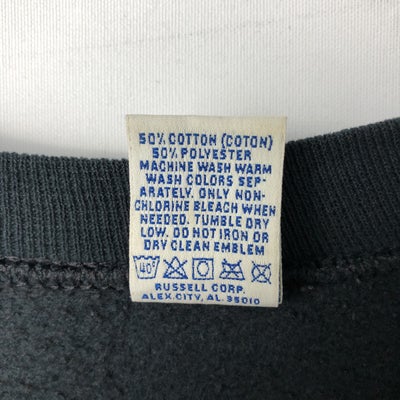 50% COTTON (COTON)
50% POLYESTER
MACHINE WASH WARM
WASH COLORS SEP-
ARATELY. ONLY NON-
CHLORINE BLEACH WHEN
NEEDED. TUMBLE DRY
LOW. DO NOT IRON OR
DRY CLEAN EMBLEM
40°
RUSSELL CORP.
ALEX.CITY, AL. 35010